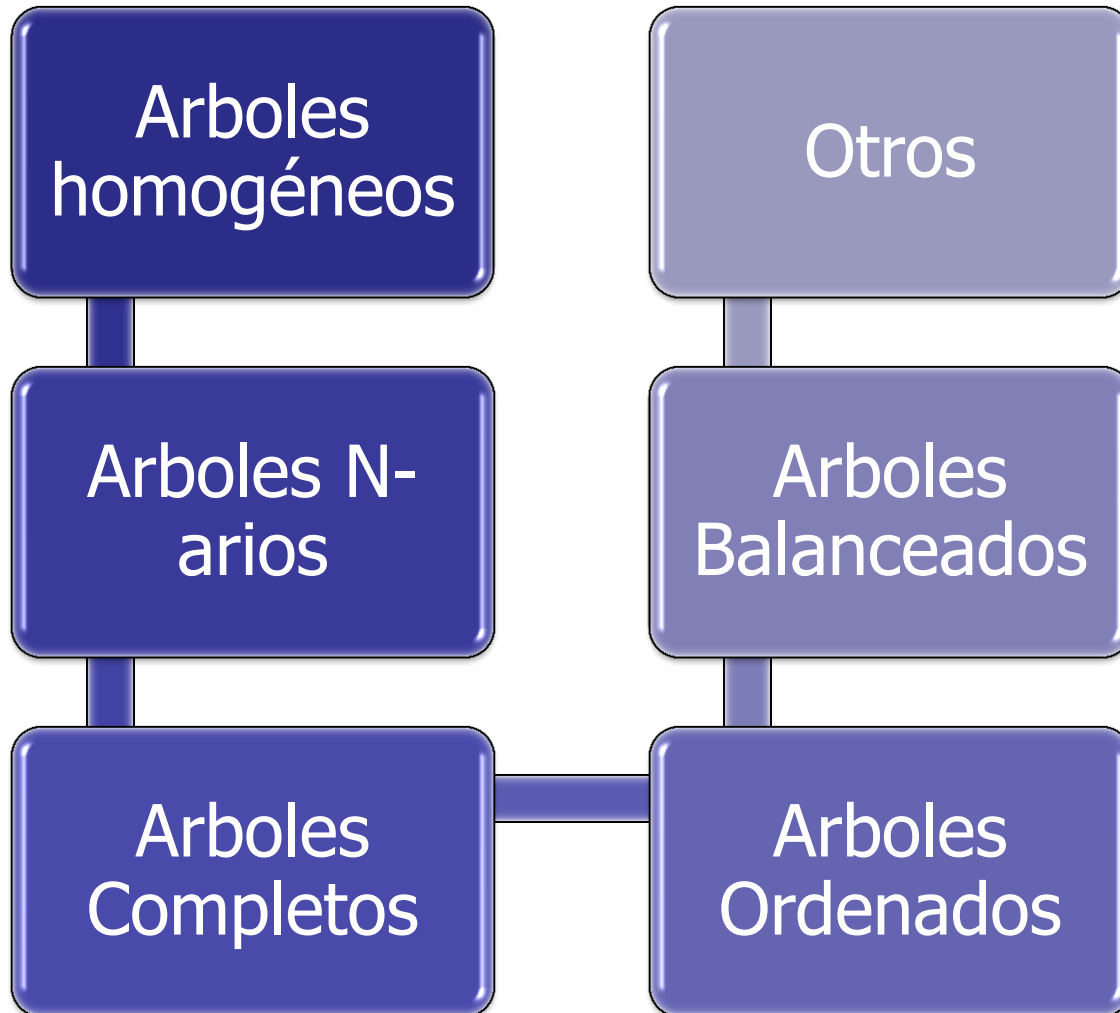 Arboles
homogéneos
Arboles N-
arios
Arboles
Completos
Arboles
Ordenados
Arboles
Balanceados
Otros